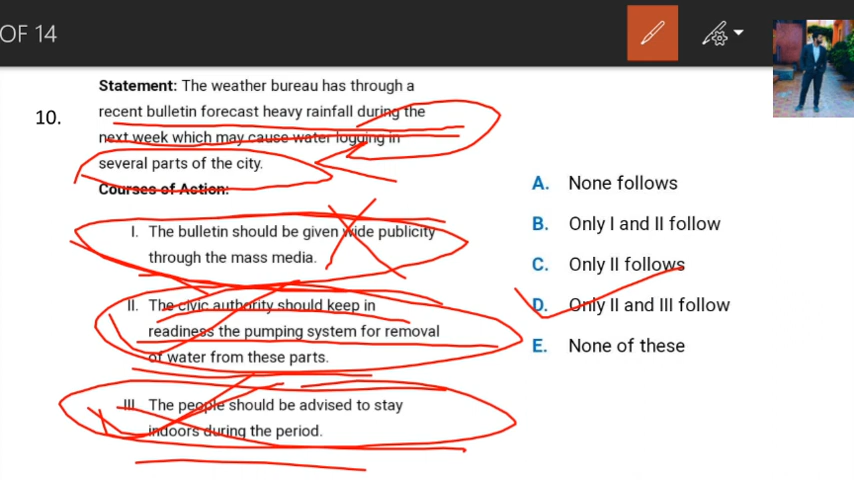 OF 14
Statement: The weather bureau has through a
recent bulletin forecast heavy rainfall during the
10.
next week which may cause water logging in
several parts of the city.
Courses of Action:
A. None follows
B. Only I and II follow
I. The bulletin should be given wide publicity
through the mass media.
C. Only II follows
II. The civic authority should keep in
D. Only II and III follow
readiness the pumping system for removal
E. None of these
of water from these parts.
III. The people should be advised to stay
indoors during the period.